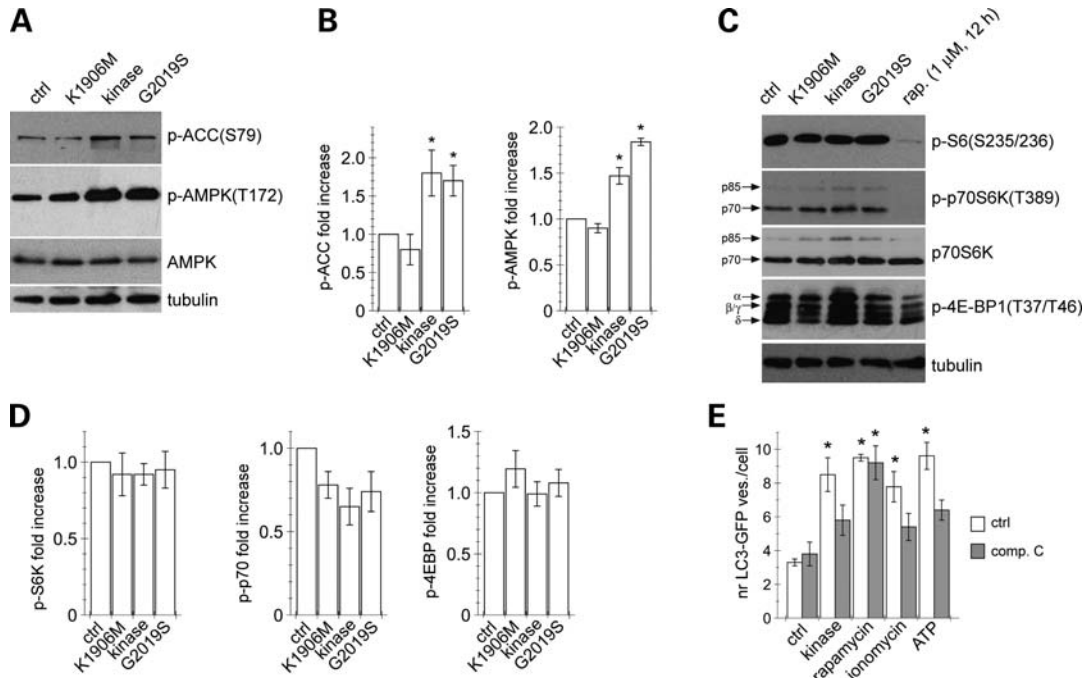 A
ctrl
K1906M
kinase
G2019S
p-ACC(S79)
p-AMPK(T172)
AMPK
tubulin
B
p-ACC fold increase
2.0
1.5
1.0
0.5
ctrl
K1906M
kinase
G2019S
*
*
p-AMPK fold increase
2.0
1.5
1.0
0.5
ctrl
K1906M
kinase
G2019S
*
*
C
ctrl
K1906M
kinase
G2019S
rap. (1 µM, 12 h)
p-S6(S235/236)
p85
p70
p-p70S6K(T389)
p85
p70
p70S6K
α
β/γ
δ
p-4E-BP1(T37/T46)
tubulin
D
p-S6K fold increase
1.0
0.5
0
ctrl
K1906M
kinase
G2019S
p-p70 fold increase
1.0
0.5
0
ctrl
K1906M
kinase
G2019S
p-4EBP fold increase
1.5
1.0
0.5
0
ctrl
K1906M
kinase
G2019S
E
nr LC3-GFP ves./cell
10
8
6
4
2
0
*
*
*
*
*
ctrl
kinase
rapamycin
ionomycin
ATP
ctrl
comp. C